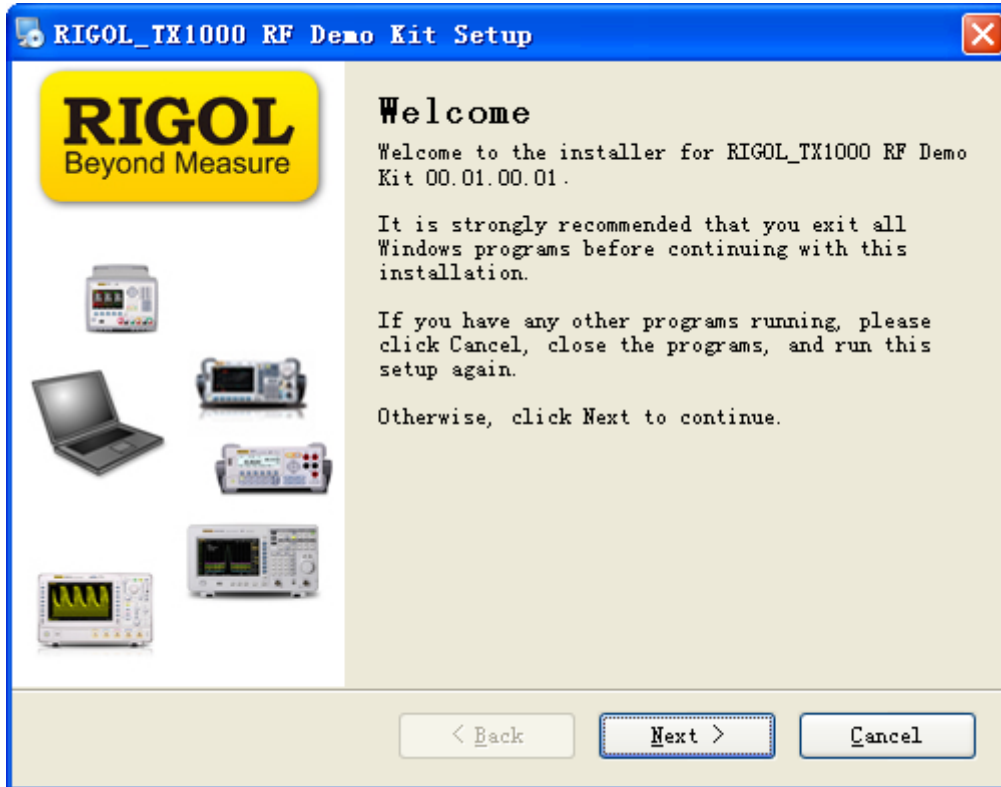 RIGOL_TX1000 RF Demo Kit Setup
RIGOL
Beyond Measure
Welcome
Welcome to the installer for RIGOL_TX1000 RF Demo
Kit 00.01.00.01.
It is strongly recommended that you exit all
Windows programs before continuing with this
installation.
If you have any other programs running, please
click Cancel, close the programs, and run this
setup again.
Otherwise, click Next to continue.
< Back
Next >
Cancel